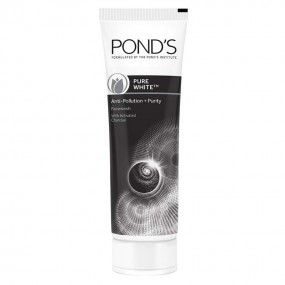 POND'S
FORMULATED BY THE POND'S INSTITUTE
PURE
WHITE™
Anti-Pollution + Purity
Facewash
With Activated
Charcoal